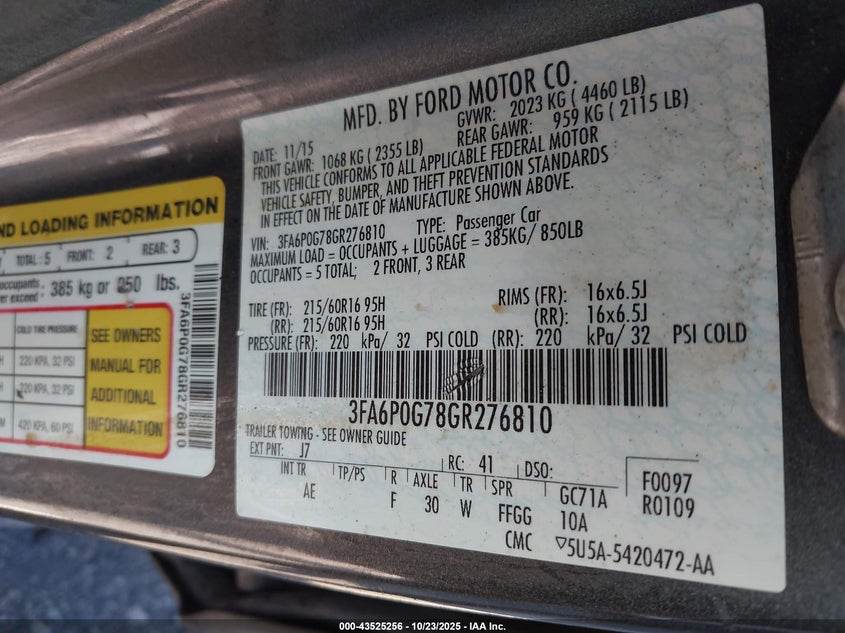 MFD. BY FORD MOTOR CO.
DATE: 11/15 GVWR: 2023 KG ( 4460 LB)
FRONT GAWR: 1068 KG ( 2355 LB) REAR GAWR: 959 KG ( 2115 LB)
THIS VEHICLE CONFORMS TO ALL APPLICABLE FEDERAL MOTOR
VEHICLE SAFETY, BUMPER, AND THEFT PREVENTION STANDARDS
IN EFFECT ON THE DATE OF MANUFACTURE SHOWN ABOVE.
VIN: 3FA6P0G78GR276810 TYPE: Passenger Car
MAXIMUM LOAD = OCCUPANTS + LUGGAGE = 385KG/ 850LB
OCCUPANTS = 5 TOTAL; 2 FRONT, 3 REAR
TIRE (FR): 215/60R16 95H RIMS (FR): 16x6.5J
(RR): 215/60R16 95H (RR): 16x6.5J
PRESSURE (FR): 220 kPa/ 32 PSI COLD (RR): 220 kPa/ 32 PSI COLD
3FA6P0G78GR276810
TRAILER TOWING - SEE OWNER GUIDE
EXT PNT: J7 RC: 41 DSO: F0097
R0109
INT TR TP/PS R AXLE TR SPR GC71A
AE F 30 W FFGG 10A
CMC ▽5U5A-5420472-AA
ND LOADING INFORMATION
TOTAL : 5 FRONT: 2 REAR: 3
occupants
ver exceed : 385 kg or 850 lbs.
COLD TIRE PRESSURE
220 KPA, 32 PSI
220 KPA, 32 PSI
420 KPA, 60 PSI
SEE OWNERS
MANUAL FOR
ADDITIONAL
INFORMATION
3FA6P0G78GR276810
000-43525256 - 10/23/2025 - IAA Inc.